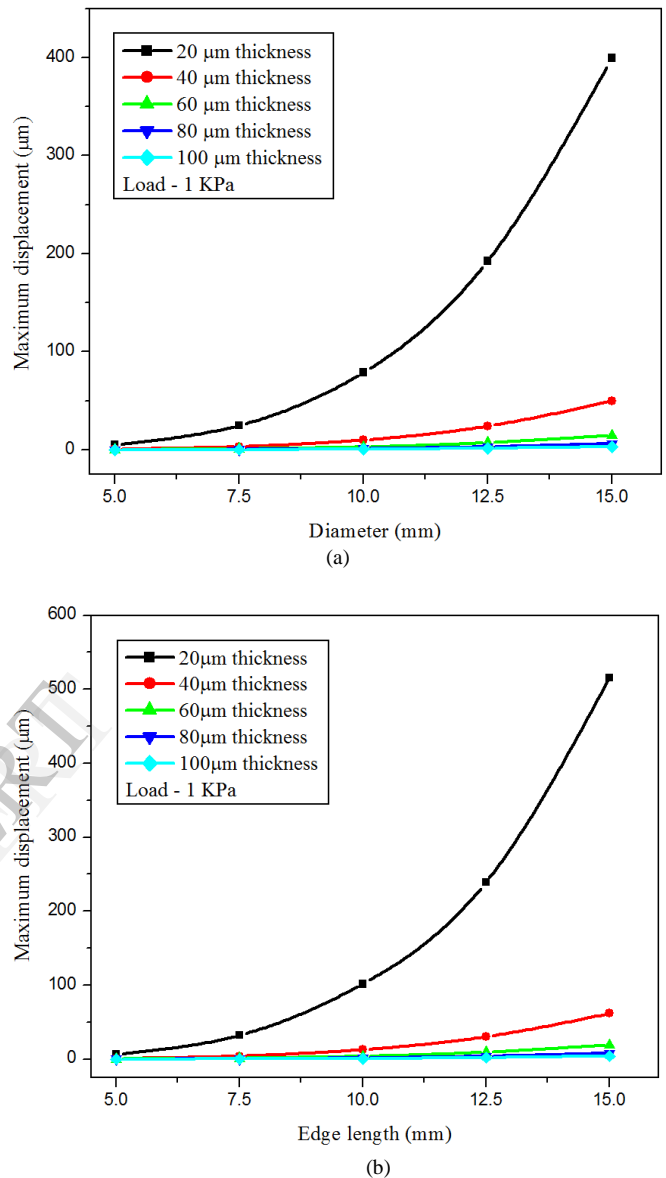 400
300
200
100
0
Maximum displacement (μm)
20 μm thickness
40 μm thickness
60 μm thickness
80 μm thickness
100 μm thickness
Load - 1 KPa
5.0 7.5 10.0 12.5 15.0
Diameter (mm)
(a)
600
500
400
300
200
100
0
Maximum displacement (μm)
20μm thickness
40μm thickness
60μm thickness
80μm thickness
100μm thickness
Load - 1 KPa
5.0 7.5 10.0 12.5 15.0
Edge length (mm)
(b)